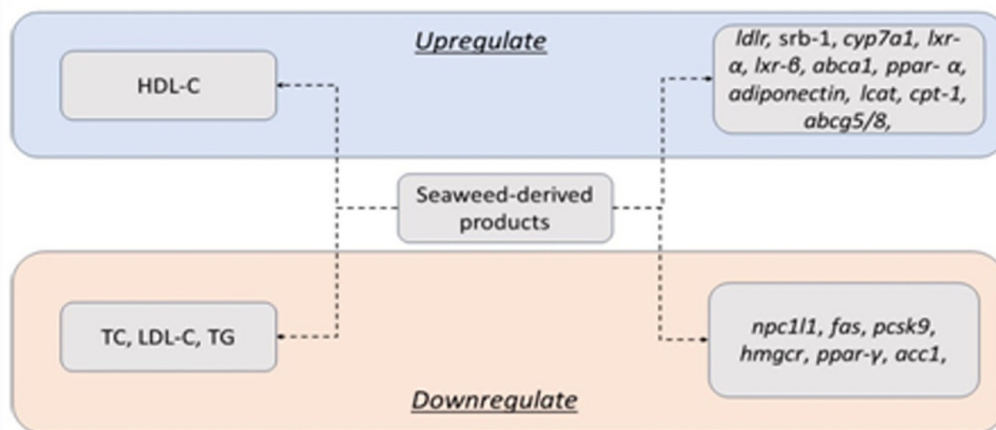 Upregulate
HDL-C
ldlr, srb-1, cyp7a1, lxr-
α, lxr-β, abca1, ppar- α,
adiponectin, lcat, cpt-1,
abcg5/8,
Seaweed-derived
products
TC, LDL-C, TG
npc1l1, fas, pcsk9,
hmgcr, ppar-γ, acc1,
Downregulate